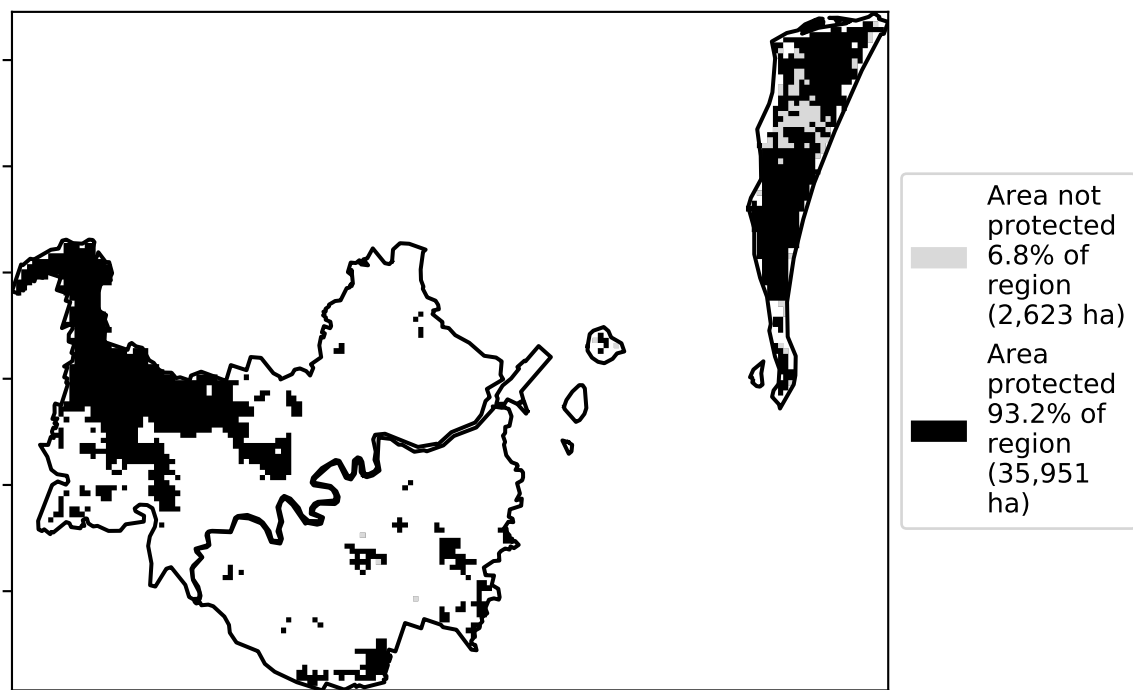 Area not
protected
6.8% of
region
(2,623 ha)
Area
protected
93.2% of
region
(35,951
ha)